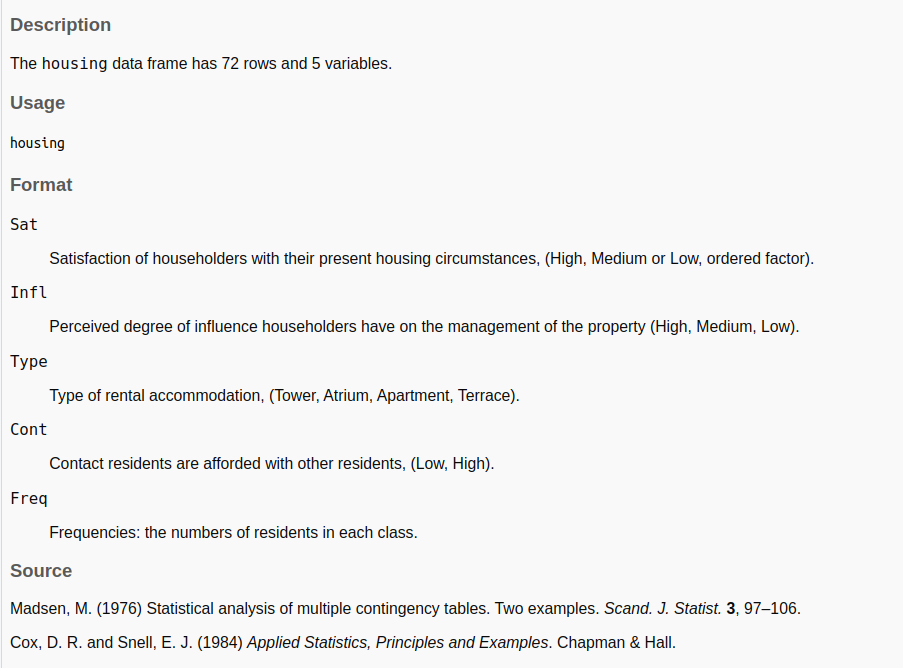 Description
The housing data frame has 72 rows and 5 variables.
Usage
housing
Format
Sat
Satisfaction of householders with their present housing circumstances, (High, Medium or Low, ordered factor).
Infl
Perceived degree of influence householders have on the management of the property (High, Medium, Low).
Type
Type of rental accommodation, (Tower, Atrium, Apartment, Terrace).
Cont
Contact residents are afforded with other residents, (Low, High).
Freq
Frequencies: the numbers of residents in each class.
Source
Madsen, M. (1976) Statistical analysis of multiple contingency tables. Two examples. Scand. J. Statist. 3, 97–106.
Cox, D. R. and Snell, E. J. (1984) Applied Statistics, Principles and Examples. Chapman & Hall.